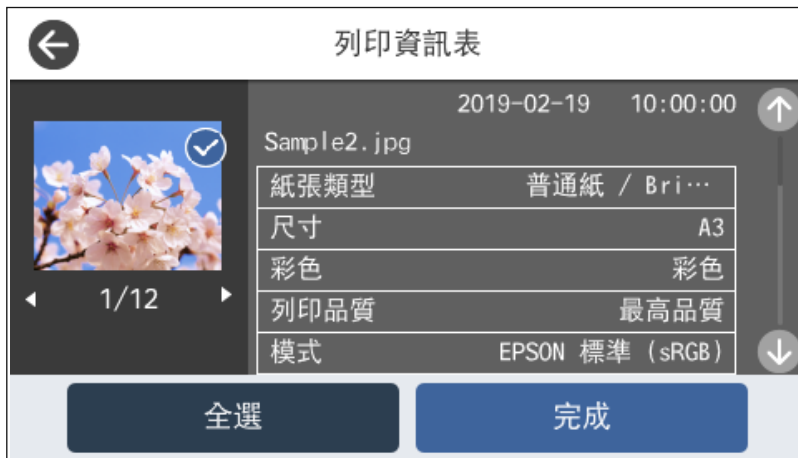 列印資訊表
2019-02-19 10:00:00
Sample2.jpg
紙張類型 普通紙 / Bri…
尺寸 A3
彩色 彩色
列印品質 最高品質
模式 EPSON 標準 (sRGB)
1/12
全選 完成